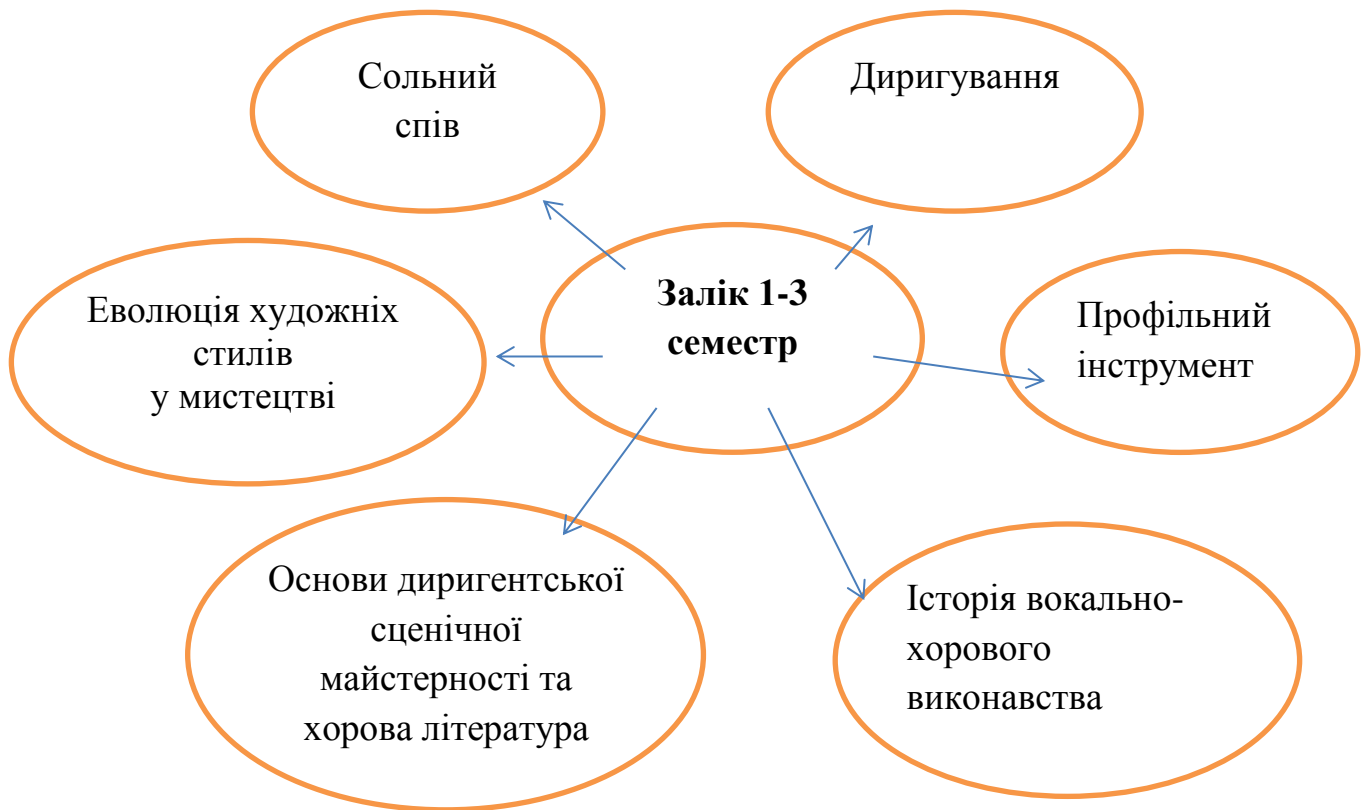 Сольний
спів
Диригування
Залік 1-3
семестр
Еволюція художніх
стилів
у мистецтві
Профільний
інструмент
Основи диригентської
сценічної
майстерності та
хорова література
Історія вокально-
хорового
виконавства